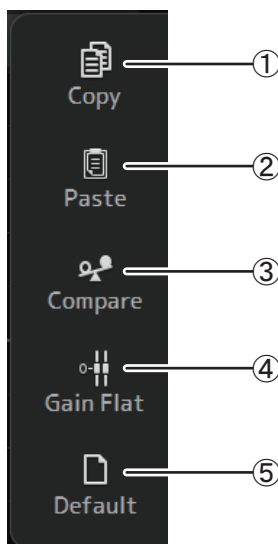 Copy ①
Paste ②
Compare ③
Gain Flat ④
Default ⑤